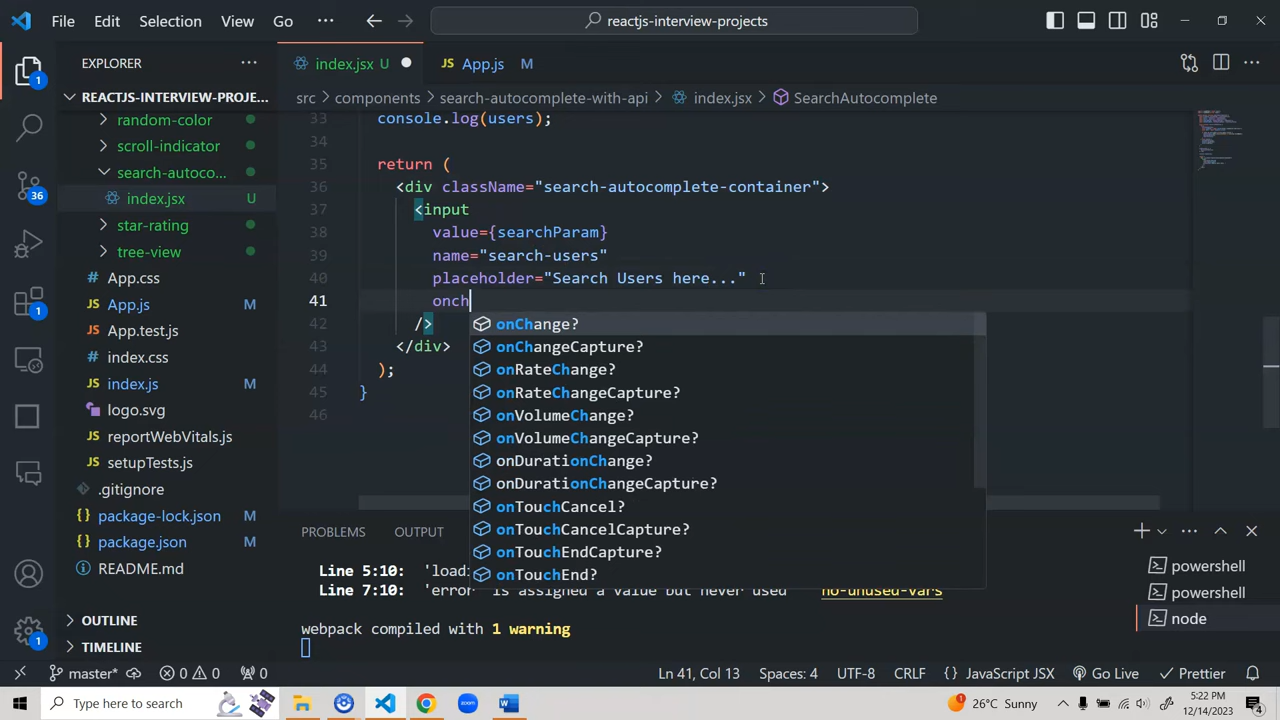 File Edit Selection View Go ··· reactjs-interview-projects
EXPLORER ···
index.jsx U
JS App.js M
REACTJS-INTERVIEW-PROJE...
src > components > search-autocomplete-with-api > index.jsx > SearchAutocomplete
random-color
scroll-indicator
search-autoco...
index.jsx U
star-rating
tree-view
App.css
JS App.js M
JS App.test.js
index.css
JS index.js M
logo.svg
JS reportWebVitals.js
JS setupTests.js
.gitignore
package-lock.json M
package.json M
README.md
OUTLINE
TIMELINE
1
36
1
1
33 console.log(users);
34
35 return (
36 <div className="search-autocomplete-container">
37 <input
38 value={searchParam}
39 name="search-users"
40 placeholder="Search Users here..."
41 onch
42 />
43 </div>
44 );
45 }
46
onChange?
onChangeCapture?
onRateChange?
onRateChangeCapture?
onVolumeChange?
onVolumeChangeCapture?
onDurationChange?
onDurationChangeCapture?
onTouchCancel?
onTouchCancelCapture?
onTouchEndCapture?
onTouchEnd?
PROBLEMS OUTPUT ···
Line 5:10: 'loadi
Line 7:10: 'error' is assigned a value but never used no-unused-vars
webpack compiled with 1 warning
powershell
powershell
node
master* 0 0 0 Ln 41, Col 13 Spaces: 4 UTF-8 CRLF {} JavaScript JSX Go Live Prettier
Type here to search
zoom
1
26°C Sunny
5:22 PM
12/14/2023
4